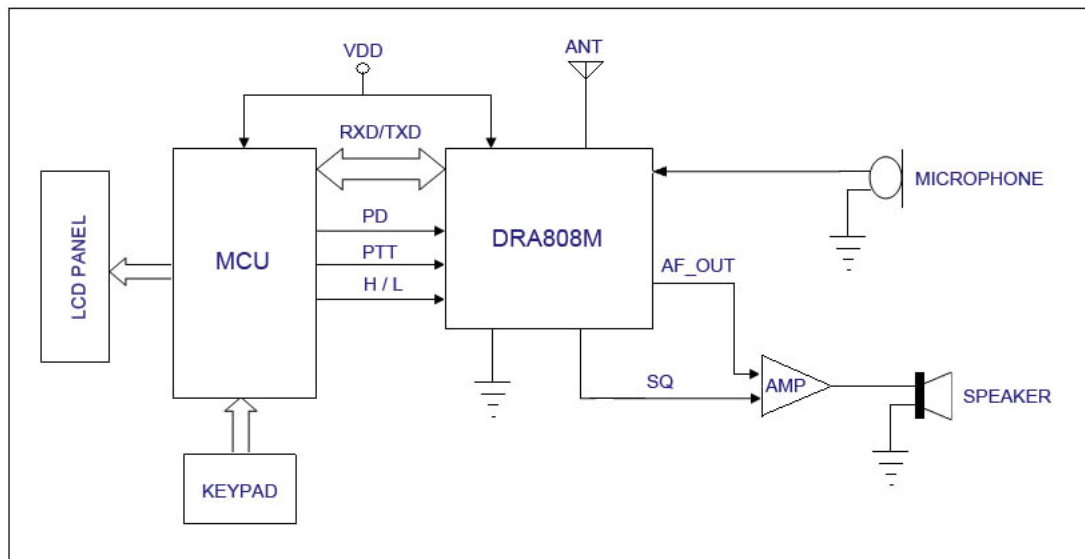 VDD
ANT
RXD/TXD
MICROPHONE
LCD PANEL
MCU
PD
PTT
H / L
DRA808M
AF_OUT
SQ
AMP
SPEAKER
KEYPAD